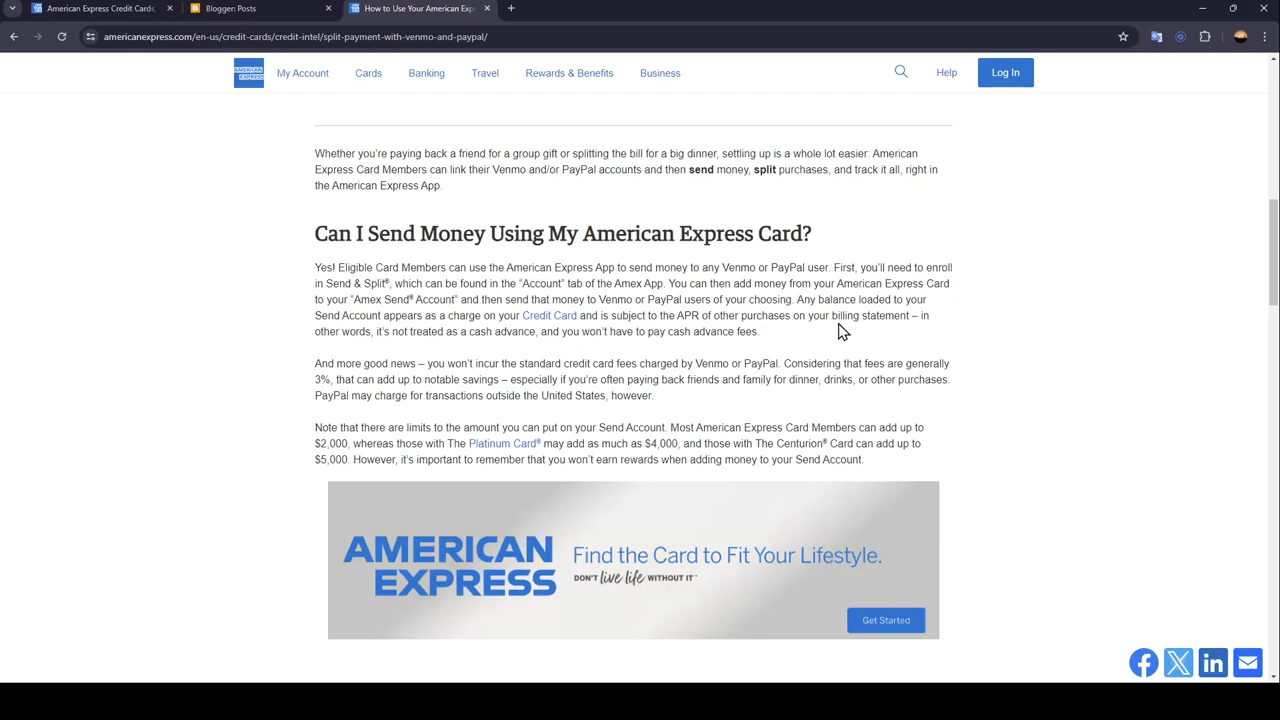 American Express Credit Cards,
Blogger: Posts
How to Use Your American Exp
americanexpress.com/en-us/credit-cards/credit-intel/split-payment-with-venmo-and-paypal/
AMERICAN EXPRESS
My Account
Cards
Banking
Travel
Rewards & Benefits
Business
Help
Log In
Whether you're paying back a friend for a group gift or splitting the bill for a big dinner, settling up is a whole lot easier: American
Express Card Members can link their Venmo and/or PayPal accounts and then send money, split purchases, and track it all, right in
the American Express App.
Can I Send Money Using My American Express Card?
Yes! Eligible Card Members can use the American Express App to send money to any Venmo or PayPal user. First, you'll need to enroll
in Send & Split®, which can be found in the “Account” tab of the Amex App. You can then add money from your American Express Card
to your “Amex Send® Account” and then send that money to Venmo or PayPal users of your choosing. Any balance loaded to your
Send Account appears as a charge on your Credit Card and is subject to the APR of other purchases on your billing statement – in
other words, it's not treated as a cash advance, and you won't have to pay cash advance fees.
And more good news – you won't incur the standard credit card fees charged by Venmo or PayPal. Considering that fees are generally
3%, that can add up to notable savings – especially if you're often paying back friends and family for dinner, drinks, or other purchases.
PayPal may charge for transactions outside the United States, however.
Note that there are limits to the amount you can put on your Send Account. Most American Express Card Members can add up to
$2,000, whereas those with The Platinum Card® may add as much as $4,000, and those with The Centurion® Card can add up to
$5,000. However, it's important to remember that you won't earn rewards when adding money to your Send Account.
AMERICAN
EXPRESS
Find the Card to Fit Your Lifestyle.
DON'T live life WITHOUT IT™
Get Started